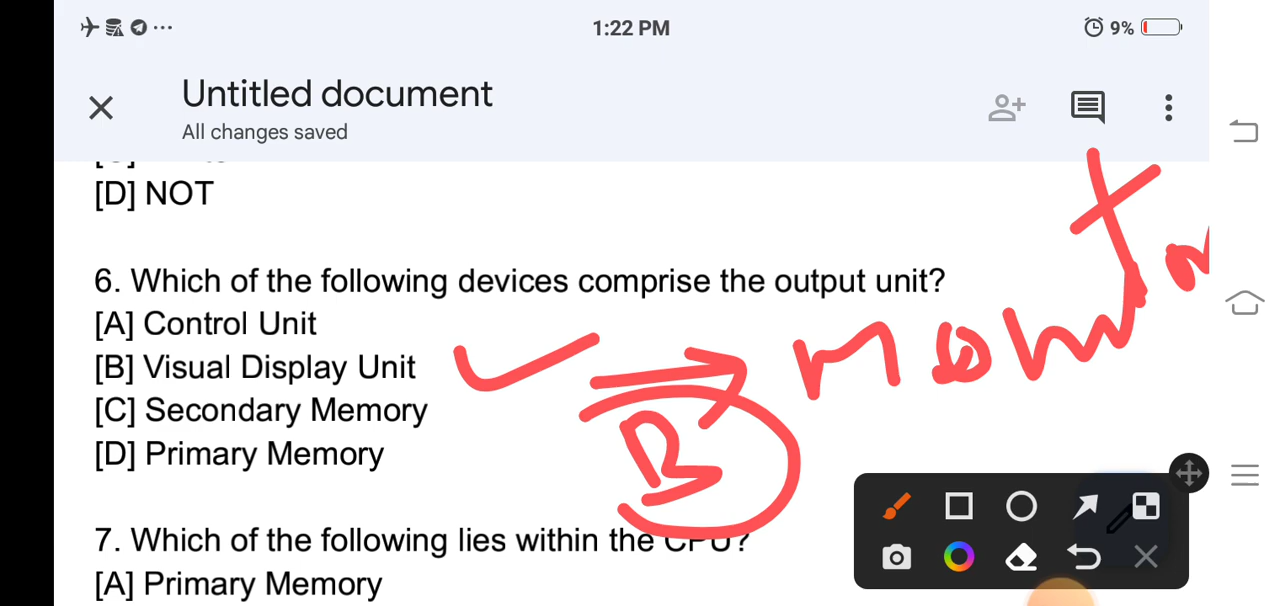 1:22 PM
9%
Untitled document
All changes saved
[D] NOT
6. Which of the following devices comprise the output unit?
[A] Control Unit
[B] Visual Display Unit
[C] Secondary Memory
[D] Primary Memory
B
7. Which of the following lies within the CPU?
[A] Primary Memory